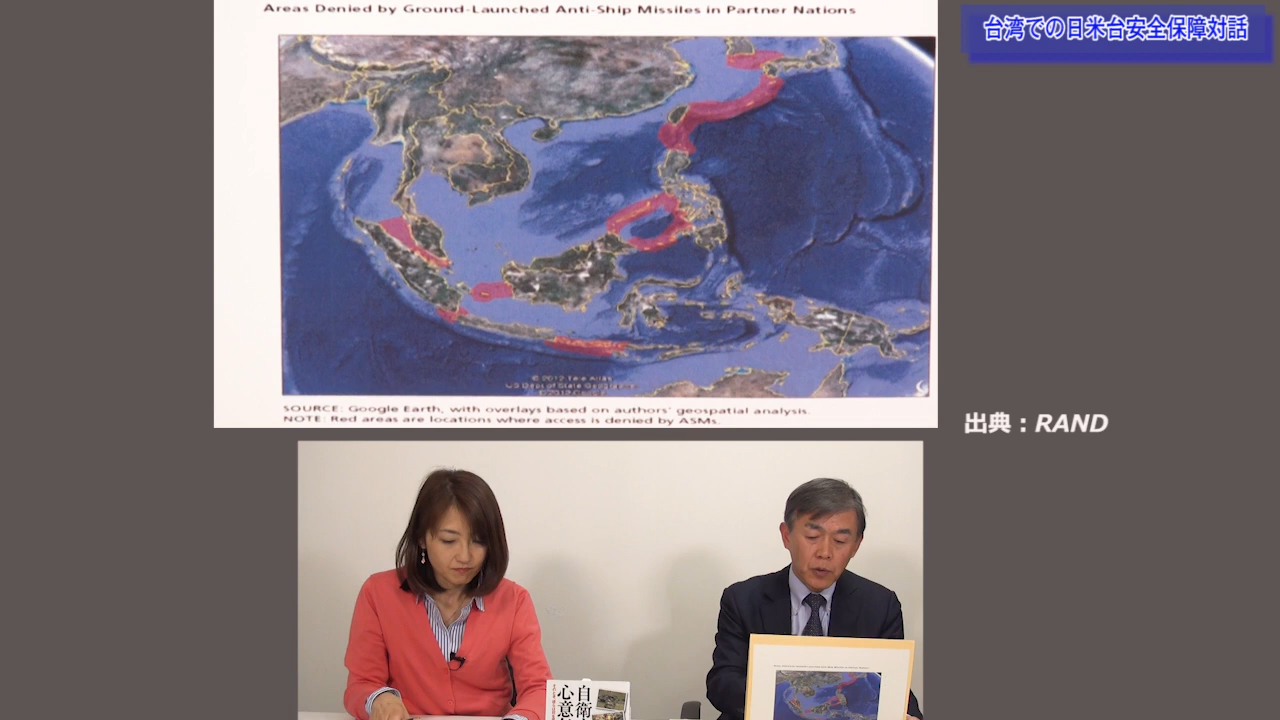 Areas Denied by Ground-Launched Anti-Ship Missiles in Partner Nations
台湾での日米台安全保障対話
SOURCE: Google Earth, with overlays based on authors' geospatial analysis.
NOTE: Red areas are locations where access is denied by ASMs.
出典：RAND
自衛
心意